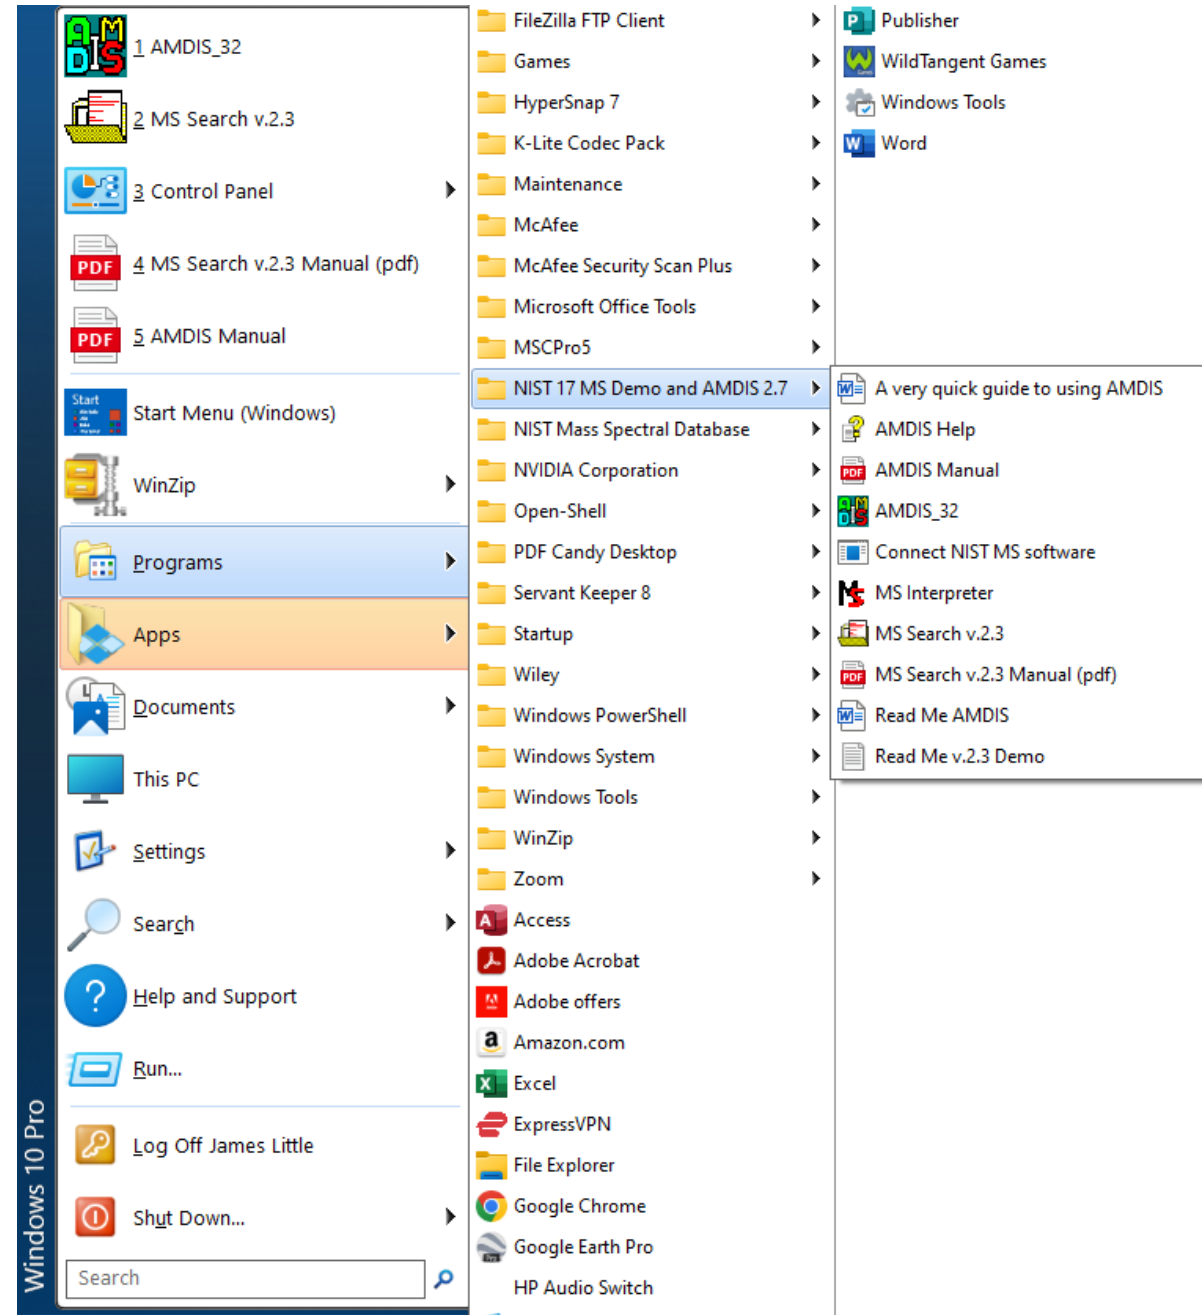 1 AMDIS_32
2 MS Search v.2.3
3 Control Panel
4 MS Search v.2.3 Manual (pdf)
PDF
5 AMDIS Manual
PDF
Start
Start Menu (Windows)
WinZip
Programs
Apps
Documents
This PC
Settings
Search
Help and Support
Run...
Log Off James Little
Shut Down...
Search
Windows 10 Pro
FileZilla FTP Client
Games
HyperSnap 7
K-Lite Codec Pack
Maintenance
McAfee
McAfee Security Scan Plus
Microsoft Office Tools
MSCPro5
NIST 17 MS Demo and AMDIS 2.7
NIST Mass Spectral Database
NVIDIA Corporation
Open-Shell
PDF Candy Desktop
Servant Keeper 8
Startup
Wiley
Windows PowerShell
Windows System
Windows Tools
WinZip
Zoom
Access
Adobe Acrobat
Adobe offers
Amazon.com
Excel
ExpressVPN
File Explorer
Google Chrome
Google Earth Pro
HP Audio Switch
Publisher
WildTangent Games
Windows Tools
Word
A very quick guide to using AMDIS
AMDIS Help
AMDIS Manual
AMDIS_32
Connect NIST MS software
MS Interpreter
MS Search v.2.3
MS Search v.2.3 Manual (pdf)
Read Me AMDIS
Read Me v.2.3 Demo